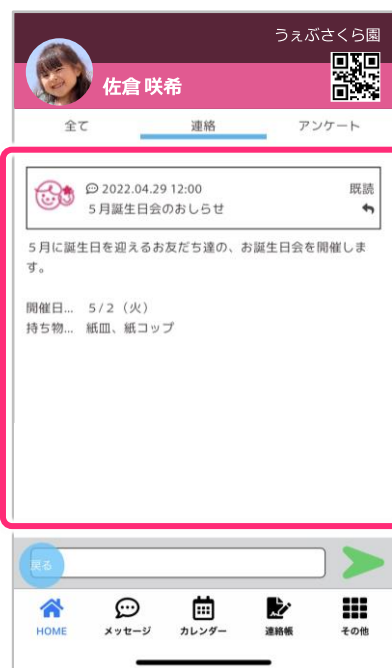 うぇぶさくら園
佐倉 咲希
全て 連絡 アンケート
2022.04.29 12:00 既読
5月誕生日会のおしらせ
5月に誕生日を迎えるお友だち達の、お誕生日会を開催しま
す。
開催日... 5/2（火）
持ち物... 紙皿、紙コップ
戻る
HOME メッセージ カレンダー 連絡帳 その他